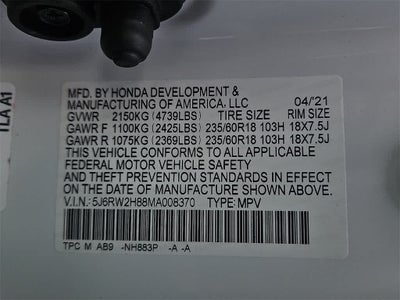 MFD. BY HONDA DEVELOPMENT &
MANUFACTURING OF AMERICA, LLC 04/21
GVWR 2150KG (4739LBS) TIRE SIZE RIM SIZE
GAWR F 1100KG (2425LBS) 235/60R18 103H 18X7.5J
GAWR R 1075KG (2369LBS) 235/60R18 103H 18X7.5J
THIS VEHICLE CONFORMS TO ALL APPLICABLE
FEDERAL MOTOR VEHICLE SAFETY
AND THEFT PREVENTION STANDARDS IN EFFECT
ON THE DATE OF MANUFACTURE SHOWN ABOVE.
V.I.N.: 5J6RW2H88MA008370 TYPE: MPV
TPC M AB9 -NH883P -A -A
TLA A1